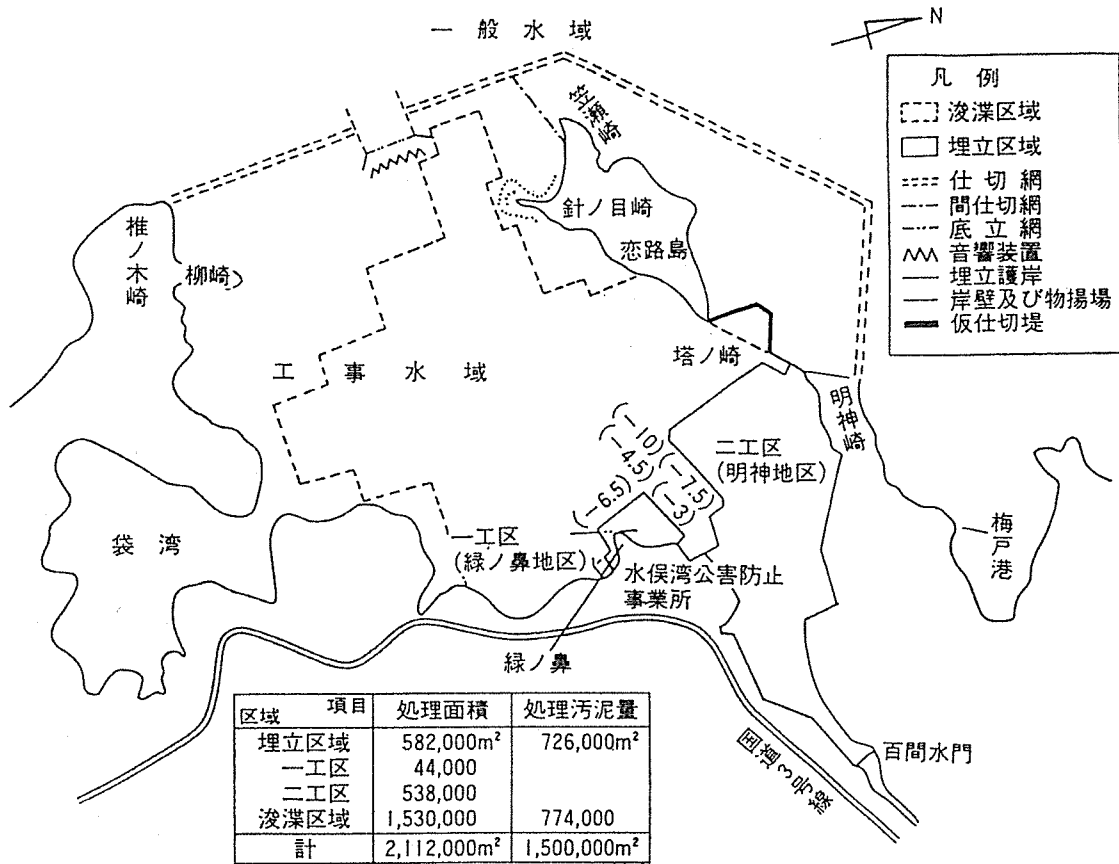 一般水域
N
凡例
浚渫区域
埋立区域
仕切網
間仕切網
底立網
音響装置
埋立護岸
岸壁及び物揚場
仮仕切堤
笠瀬崎
針ノ目崎
恋路島
椎ノ木崎
柳崎
工事水域
塔ノ崎
明神崎
二工区
(明神地区)
(-10)
(-4.5)
(-7.5)
(-6.5)
(-3)
梅戸港
袋湾
一工区
(緑ノ鼻地区)
水俣湾公害防止
事業所
緑ノ鼻
百間水門
国道3号線
区域 項目 処理面積 処理汚泥量
埋立区域 582,000m² 726,000m²
一工区 44,000
二工区 538,000
浚渫区域 1,530,000 774,000
計 2,112,000m² 1,500,000m²